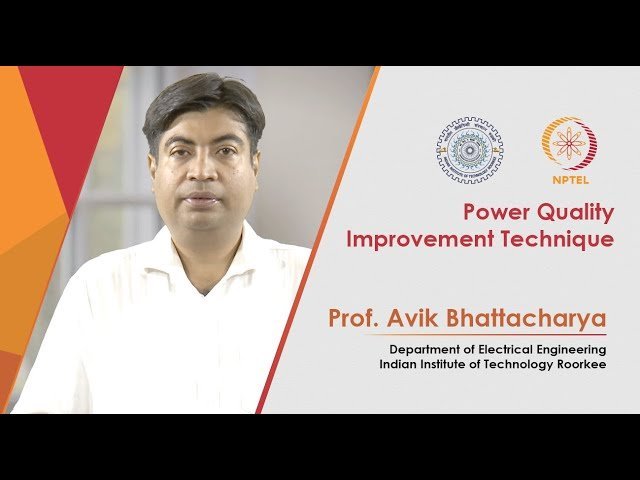 NPTEL
Power Quality
Improvement Technique
Prof. Avik Bhattacharya
Department of Electrical Engineering
Indian Institute of Technology Roorkee